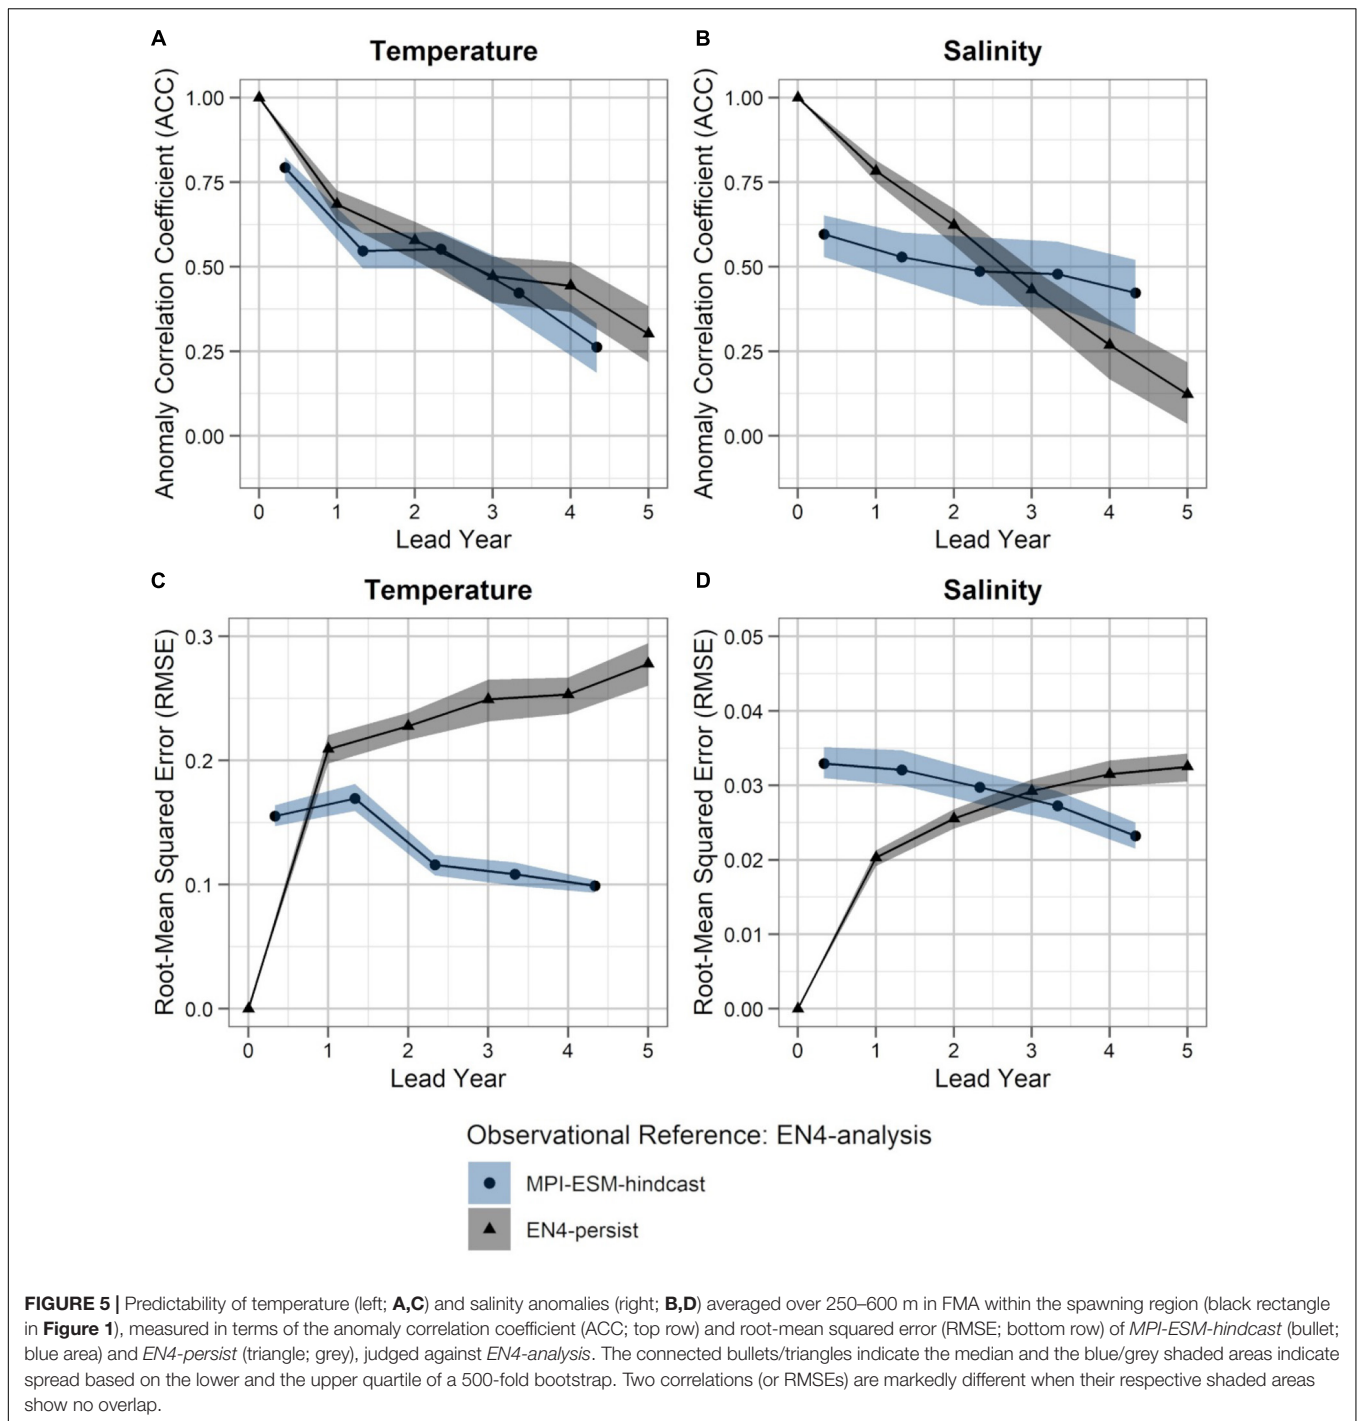 A
Temperature
Anomaly Correlation Coefficient (ACC)
1.00
0.75
0.50
0.25
0.00
0 1 2 3 4 5
Lead Year
B
Salinity
Anomaly Correlation Coefficient (ACC)
1.00
0.75
0.50
0.25
0.00
0 1 2 3 4 5
Lead Year
C
Temperature
Root-Mean Squared Error (RMSE)
0.3
0.2
0.1
0.0
0 1 2 3 4 5
Lead Year
D
Salinity
Root-Mean Squared Error (RMSE)
0.05
0.04
0.03
0.02
0.01
0.00
0 1 2 3 4 5
Lead Year
Observational Reference: EN4-analysis
MPI-ESM-hindcast
EN4-persist
FIGURE 5 | Predictability of temperature (left; A,C) and salinity anomalies (right; B,D) averaged over 250–600 m in FMA within the spawning region (black rectangle
in Figure 1), measured in terms of the anomaly correlation coefficient (ACC; top row) and root-mean squared error (RMSE; bottom row) of MPI-ESM-hindcast (bullet;
blue area) and EN4-persist (triangle; grey), judged against EN4-analysis. The connected bullets/triangles indicate the median and the blue/grey shaded areas indicate
spread based on the lower and the upper quartile of a 500-fold bootstrap. Two correlations (or RMSEs) are markedly different when their respective shaded areas
show no overlap.